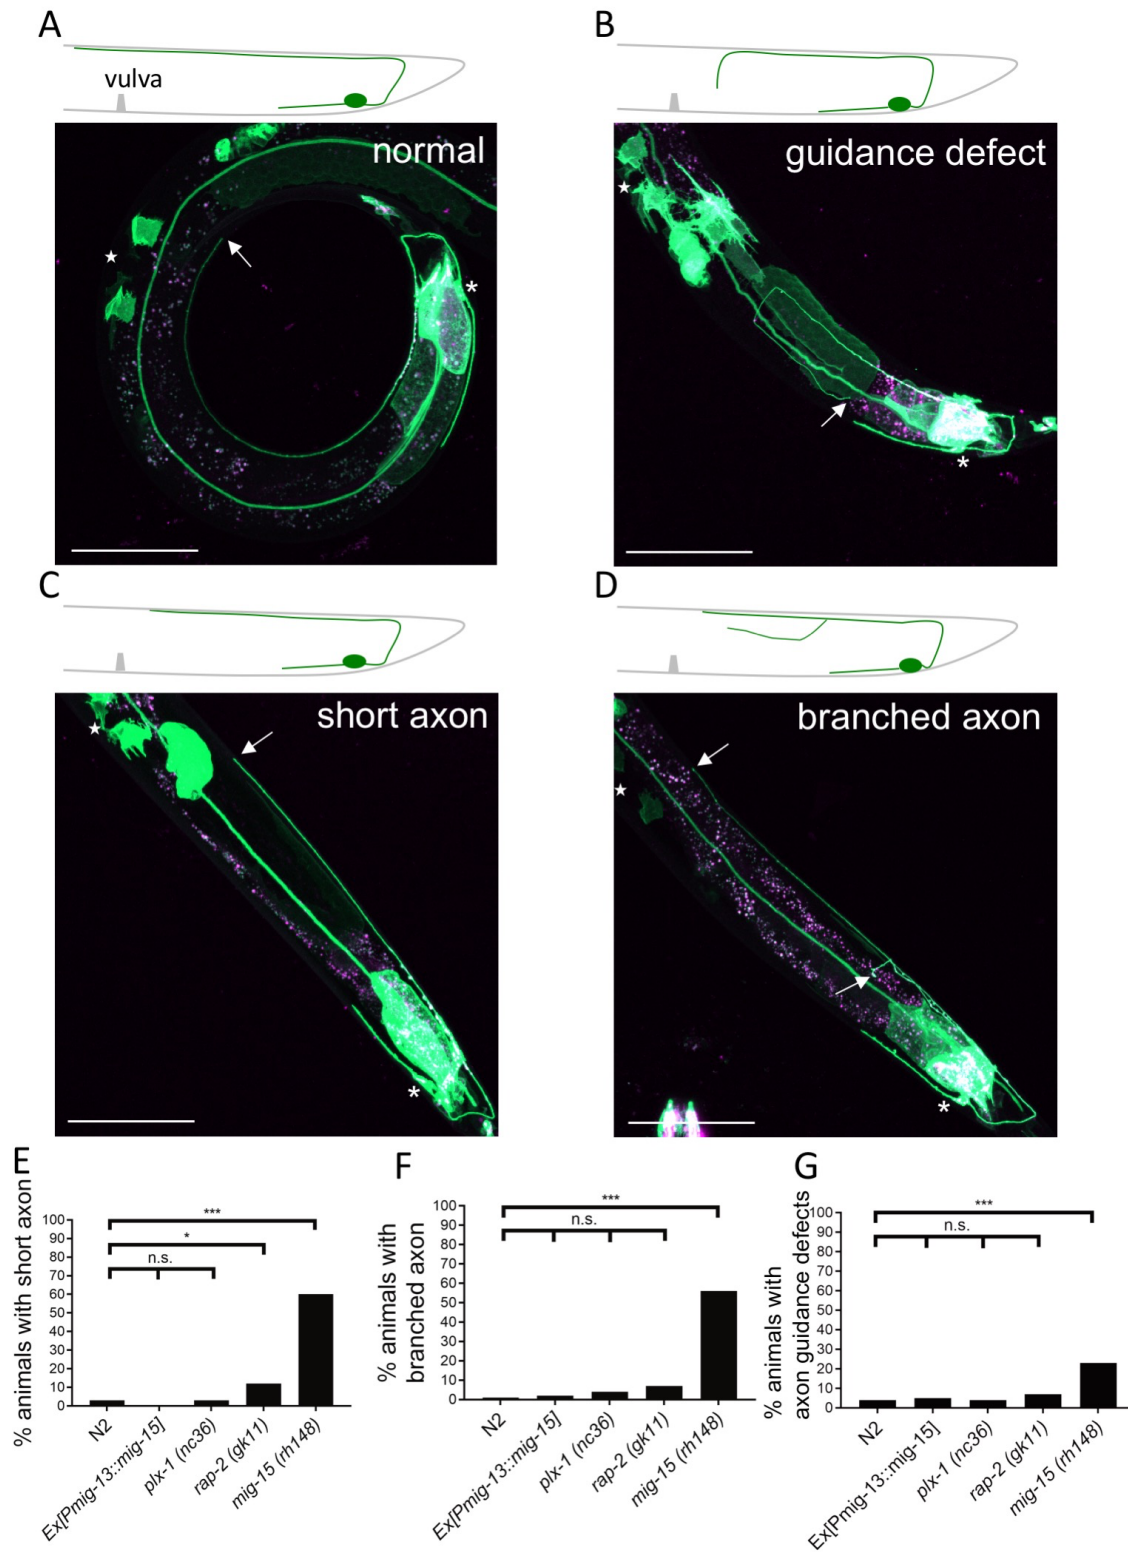 A
B
vulva
normal
guidance defect
★
*
★
*
C
D
short axon
branched axon
★
*
★
*
E
% animals with short axon
100
90
80
70
60
50
40
30
20
10
0
***
*
n.s.
N2
Ex[Pmig-13::mig-15]
plx-1 (nc36)
rap-2 (gk11)
mig-15 (rh148)
F
% animals with
branched axon
100
90
80
70
60
50
40
30
20
10
0
***
n.s.
N2
Ex[Pmig-13::mig-15]
plx-1 (nc36)
rap-2 (gk11)
mig-15 (rh148)
G
% animals with
axon guidance defects
100
90
80
70
60
50
40
30
20
10
0
***
n.s.
N2
Ex[Pmig-13::mig-15]
plx-1 (nc36)
rap-2 (gk11)
mig-15 (rh148)